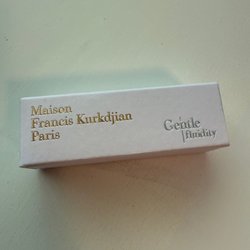 Maison
Francis Kurkdjian
Paris
Gentle
fluidity